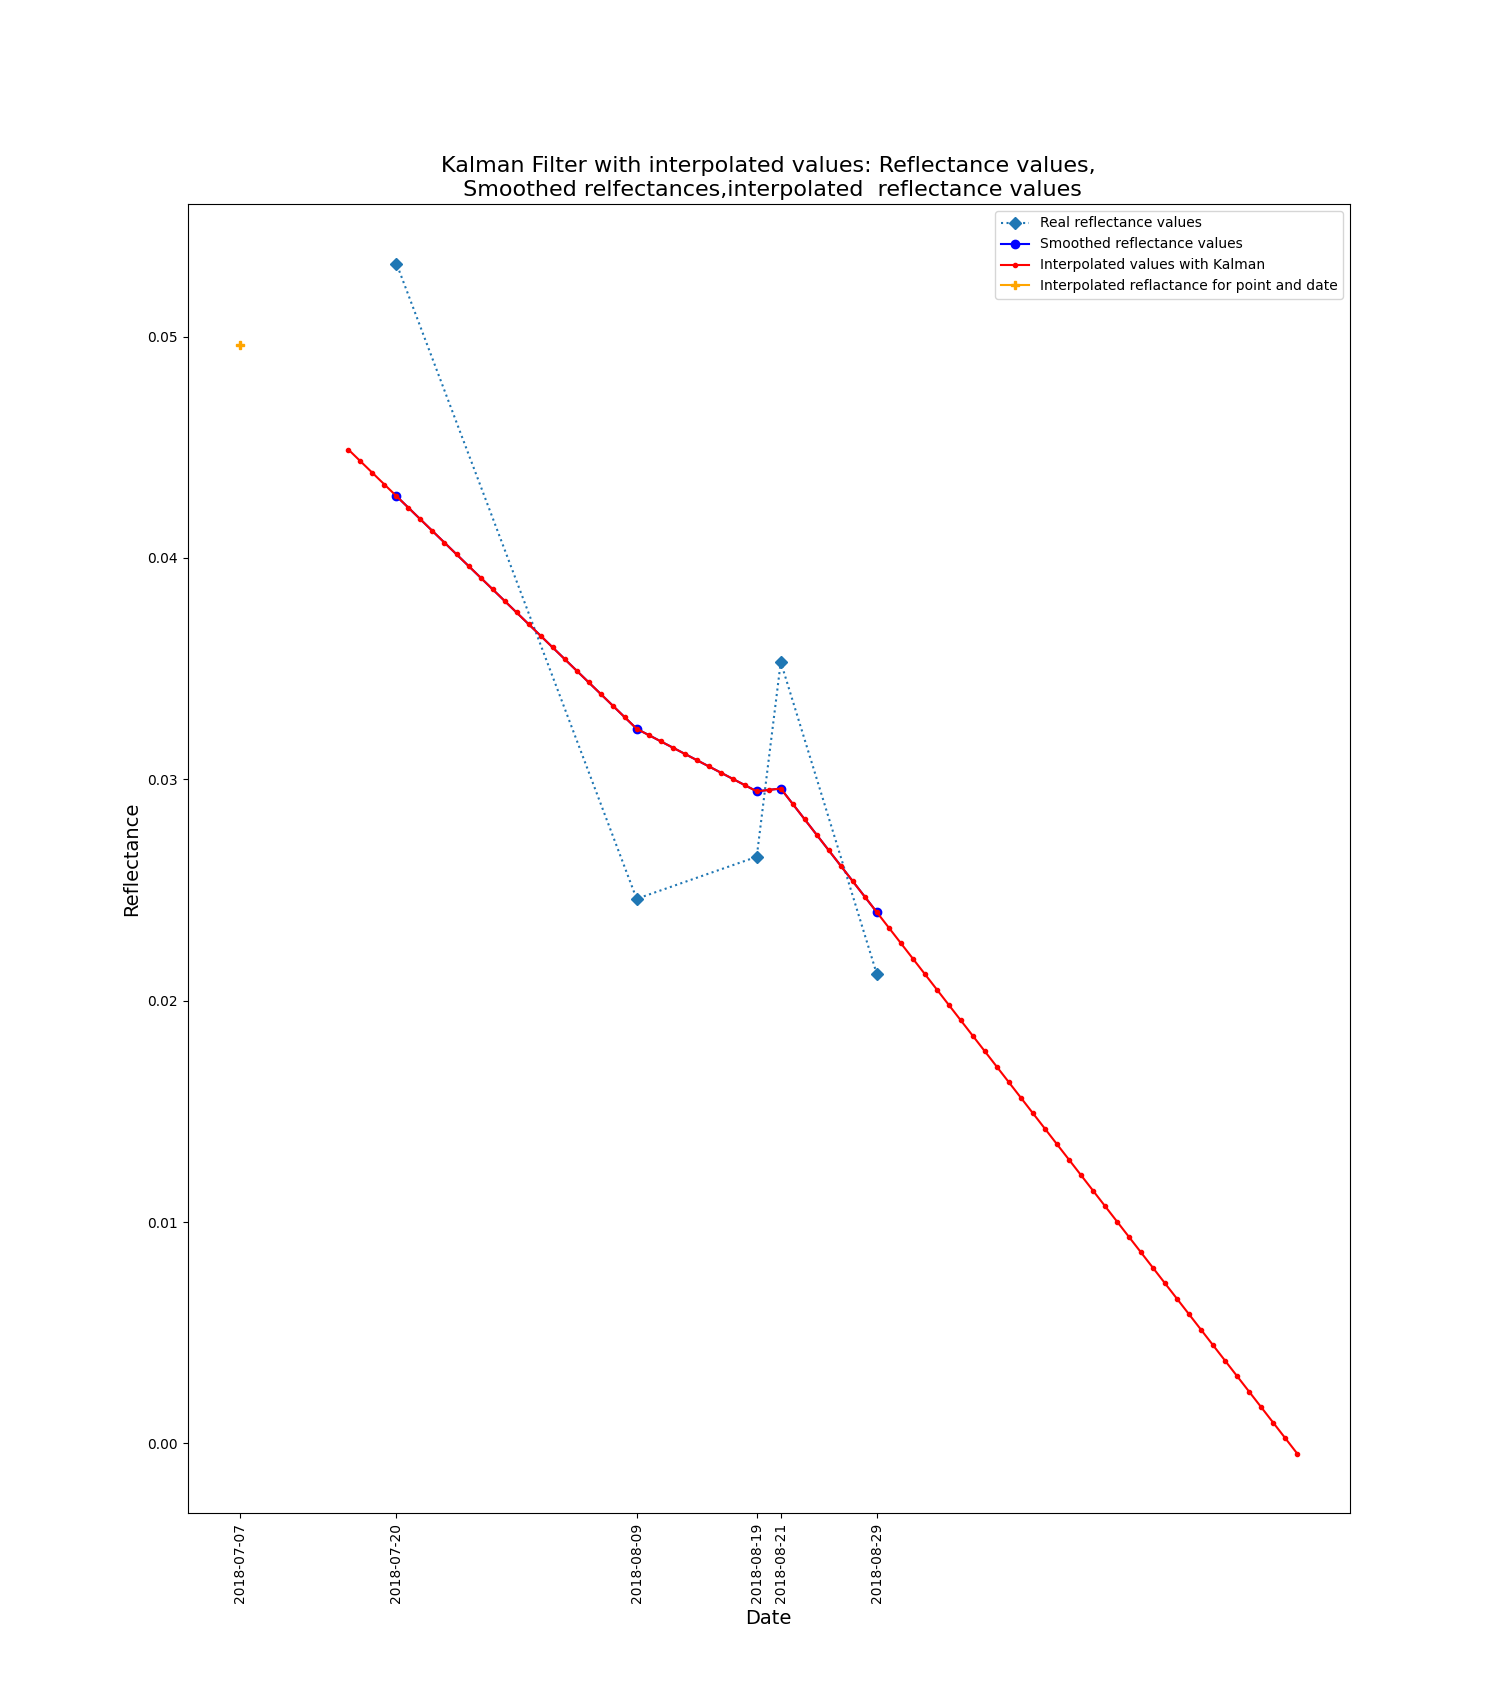 Kalman Filter with interpolated values: Reflectance values,
Smoothed relfectances,interpolated  reflectance values
Real reflectance values
Smoothed reflectance values
Interpolated values with Kalman
Interpolated reflactance for point and date
0.05
0.04
0.03
0.02
0.01
0.00
Reflectance
2018-07-07
2018-07-20
2018-08-09
2018-08-19
2018-08-21
2018-08-29
Date